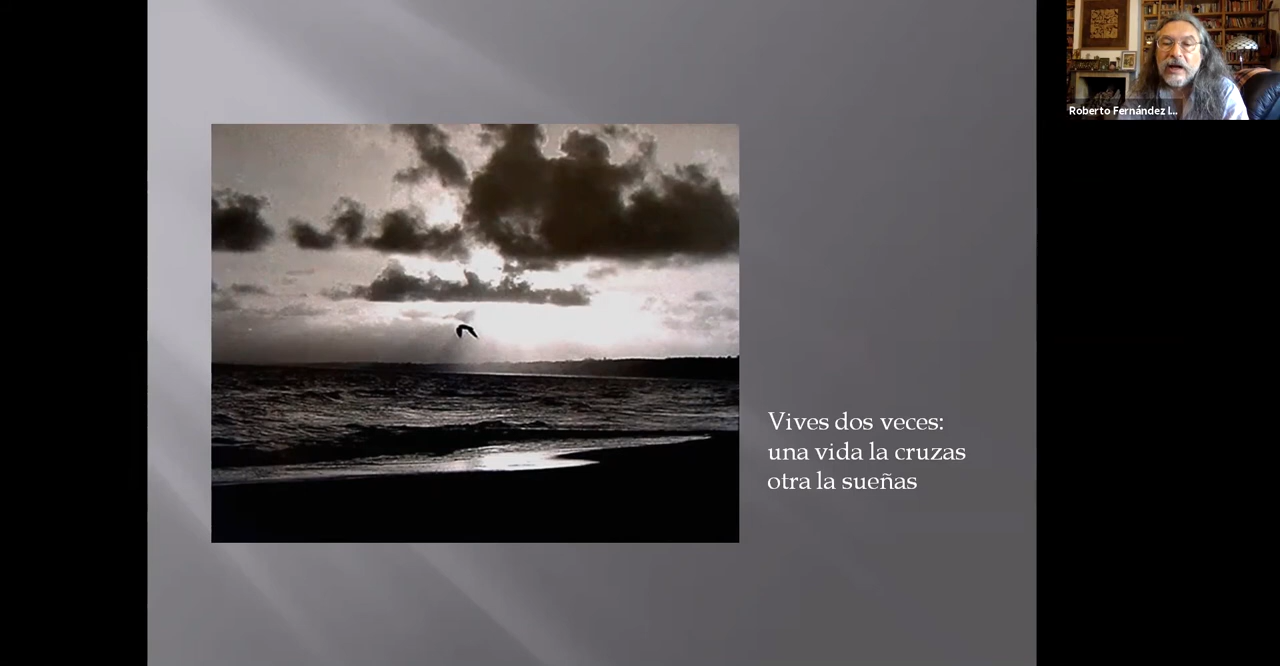 Vives dos veces:
una vida la cruzas
otra la sueñas
Roberto Fernández I...